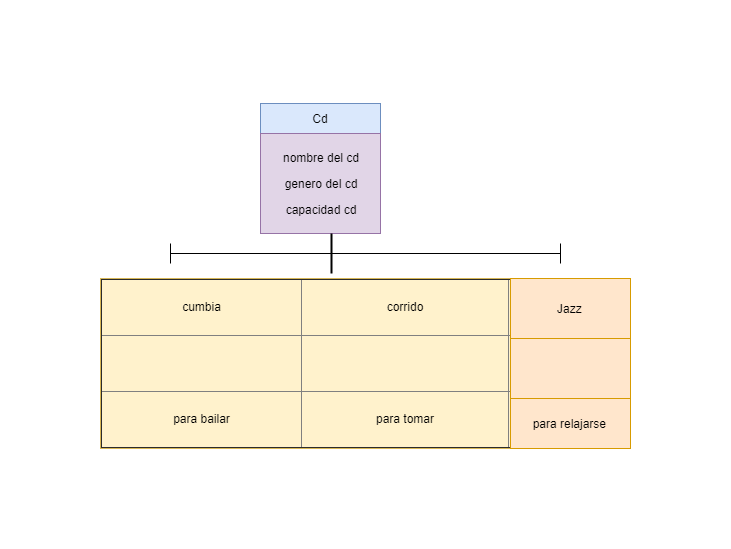 Cd
nombre del cd
genero del cd
capacidad cd
cumbia
corrido
Jazz
para bailar
para tomar
para relajarse